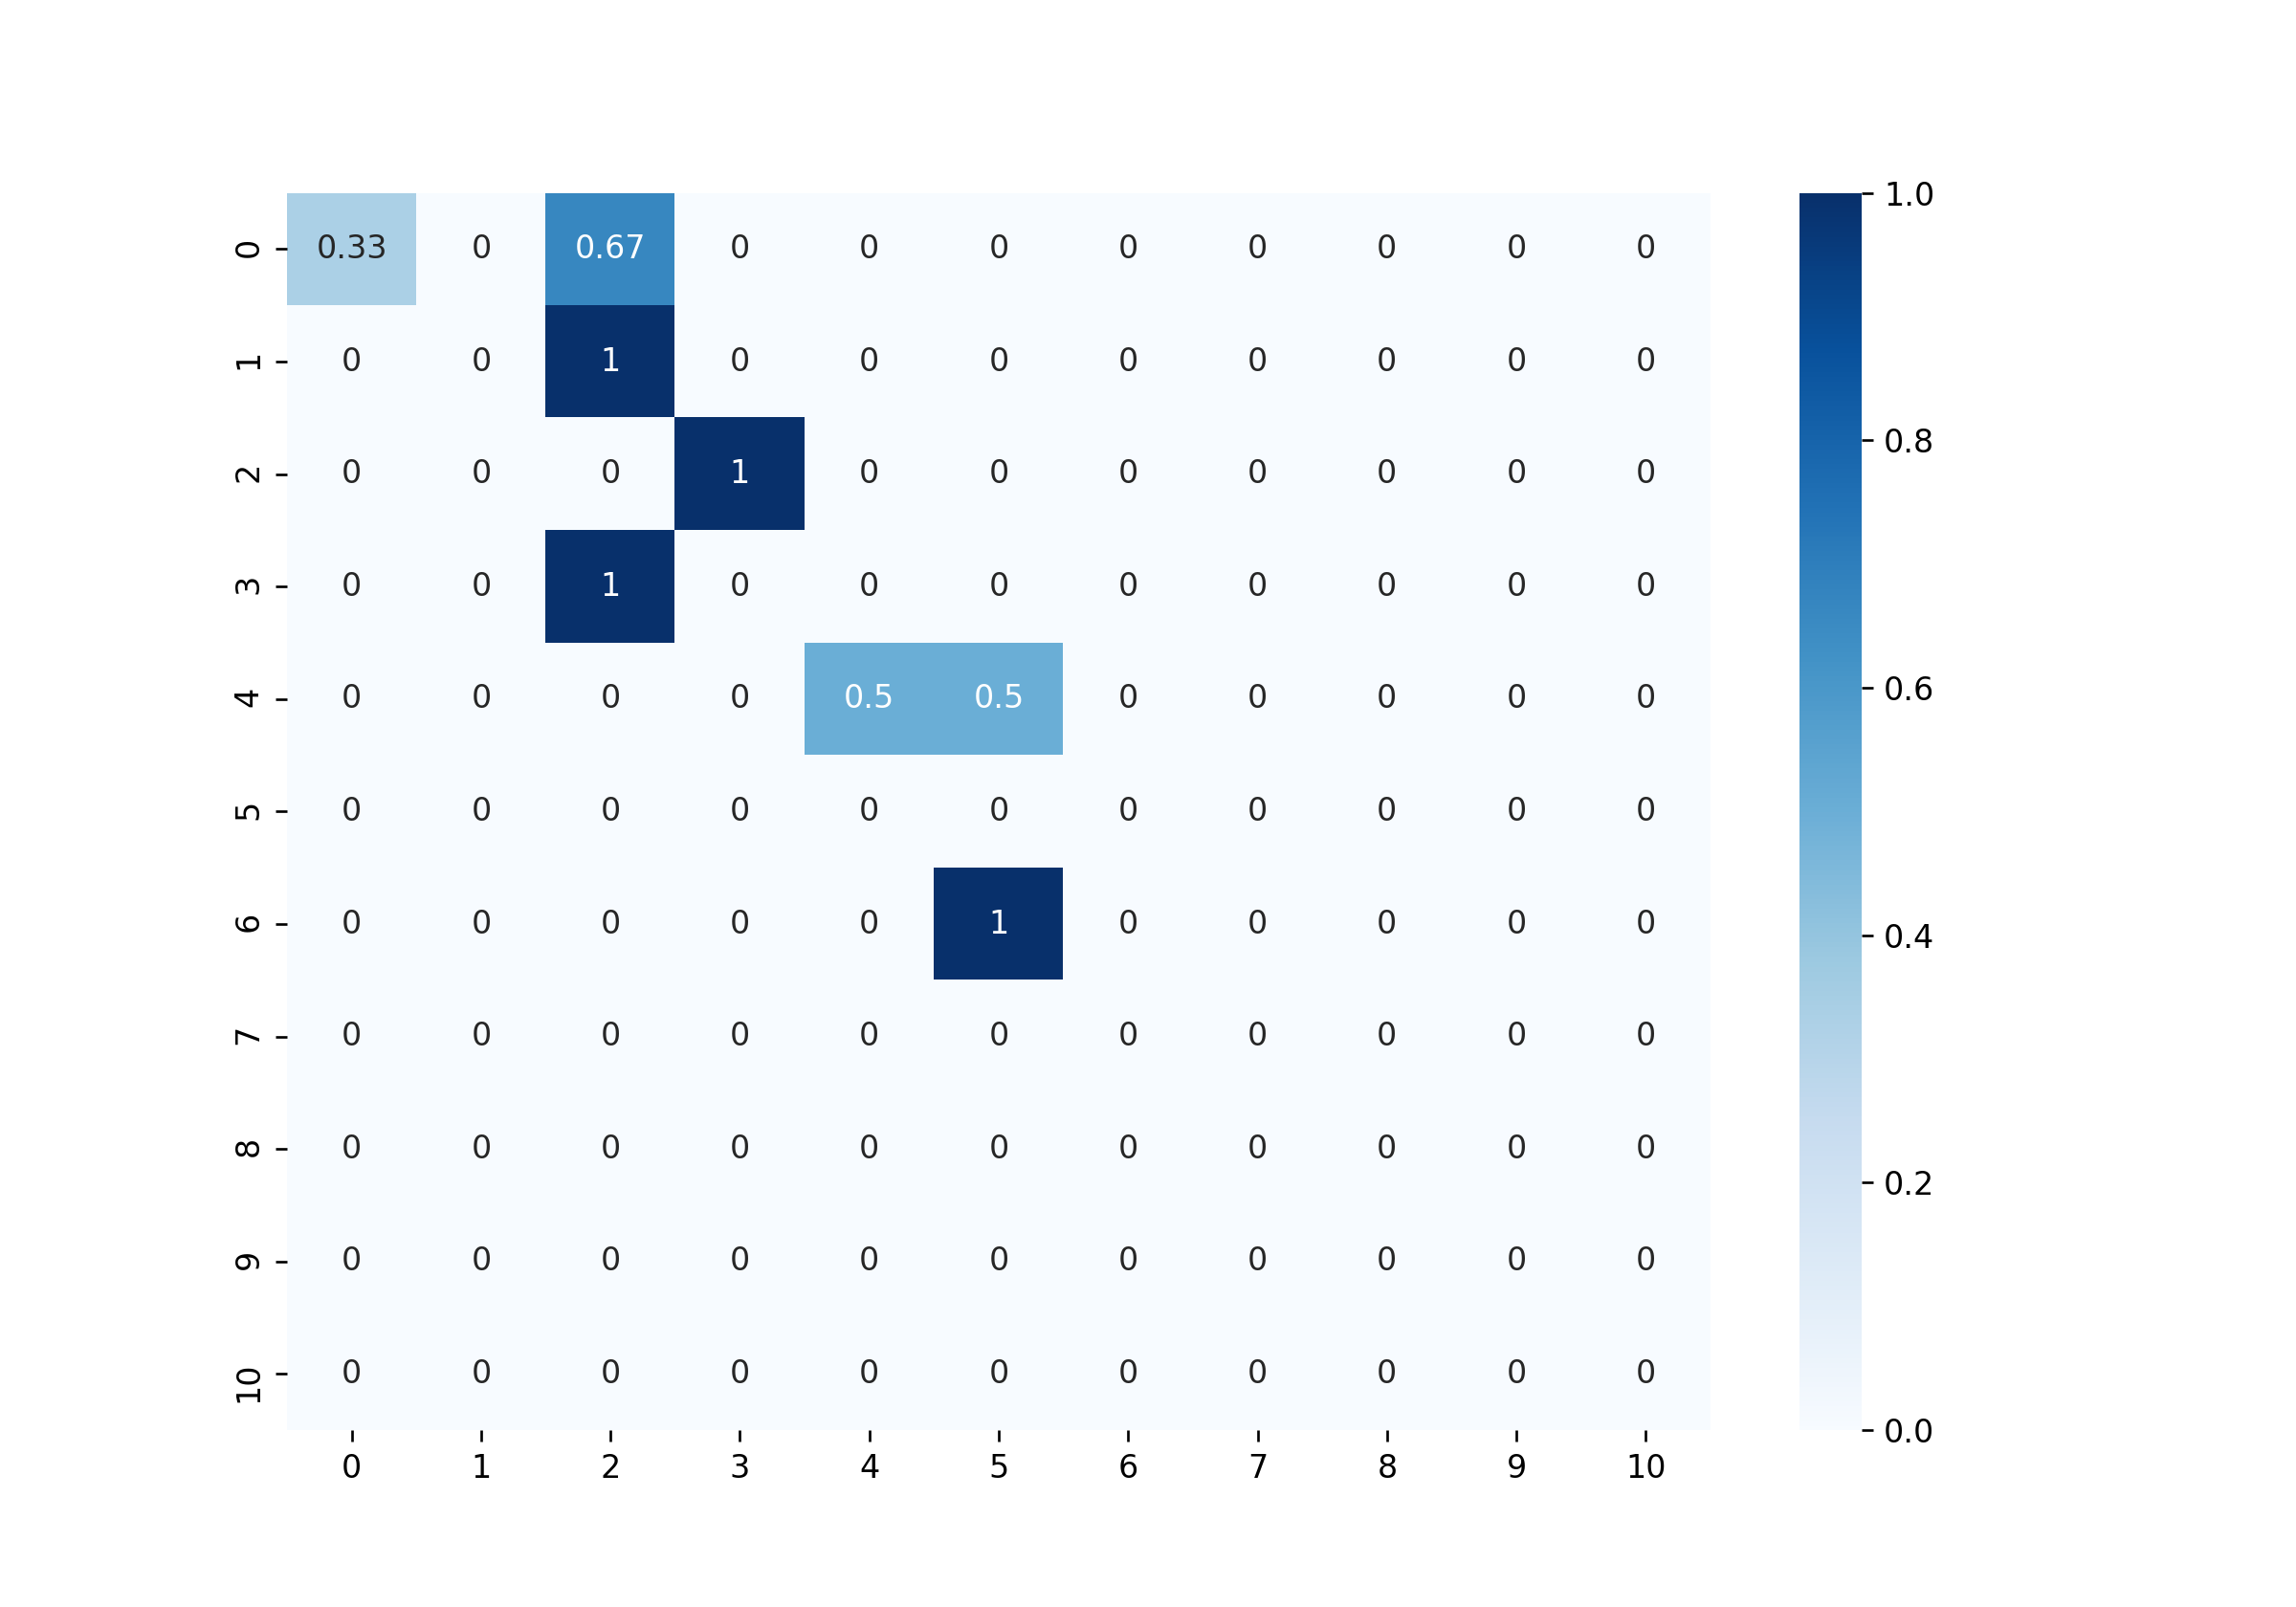 1.0
0 0.33 0 0.67 0 0 0 0 0 0 0 0
1 0 0 1 0 0 0 0 0 0 0 0
0.8
2 0 0 0 1 0 0 0 0 0 0 0
3 0 0 1 0 0 0 0 0 0 0 0
0.6
4 0 0 0 0 0.5 0.5 0 0 0 0 0
5 0 0 0 0 0 0 0 0 0 0 0
6 0 0 0 0 0 1 0 0 0 0 0
0.4
7 0 0 0 0 0 0 0 0 0 0 0
8 0 0 0 0 0 0 0 0 0 0 0
0.2
9 0 0 0 0 0 0 0 0 0 0 0
10 0 0 0 0 0 0 0 0 0 0 0
0.0
0 1 2 3 4 5 6 7 8 9 10